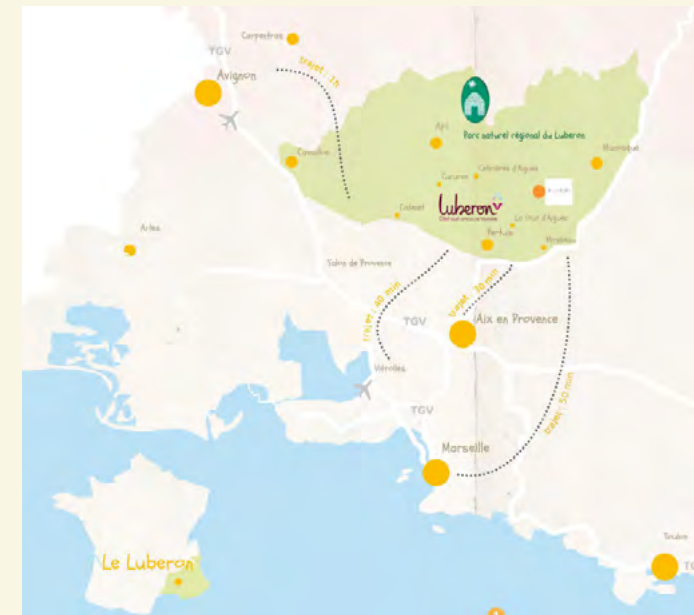 Carpentras
TGV
trajet : 1h
Avignon
Apt
Parc naturel régional du Luberon
Cavaillon
Manosque
Céreste d'Aigues
Cucuron
Luberon
Cadenet
La Tour d'Aigues
Pertuis
Mirabeau
Arles
Salon de Provence
trajet : 40 min
trajet : 30 min
TGV
Aix en Provence
Vitrolles
TGV
trajet : 50 min
Marseille
Toulon
TG
Le Luberon